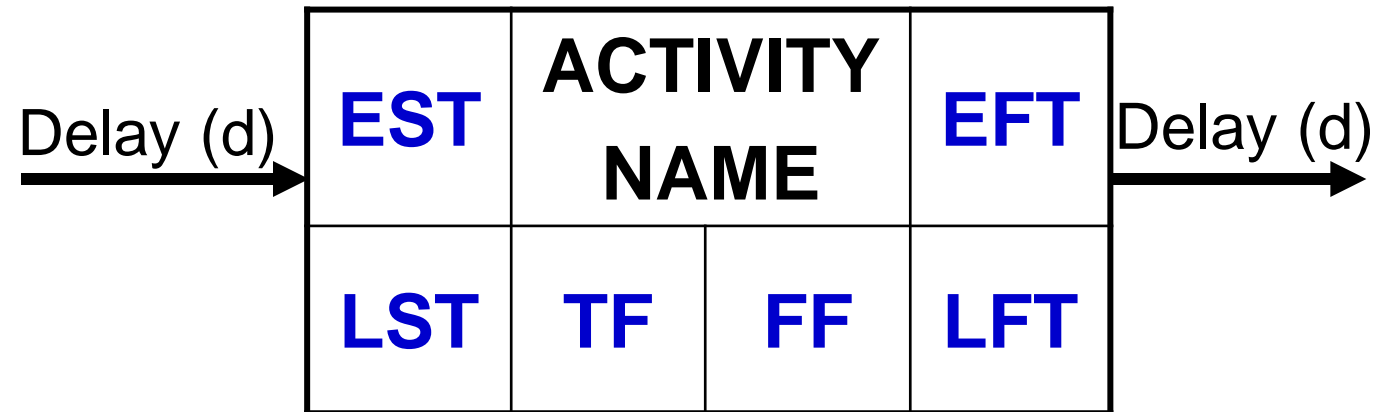 Delay (d)
EST
ACTIVITY
NAME
EFT
Delay (d)
LST
TF
FF
LFT